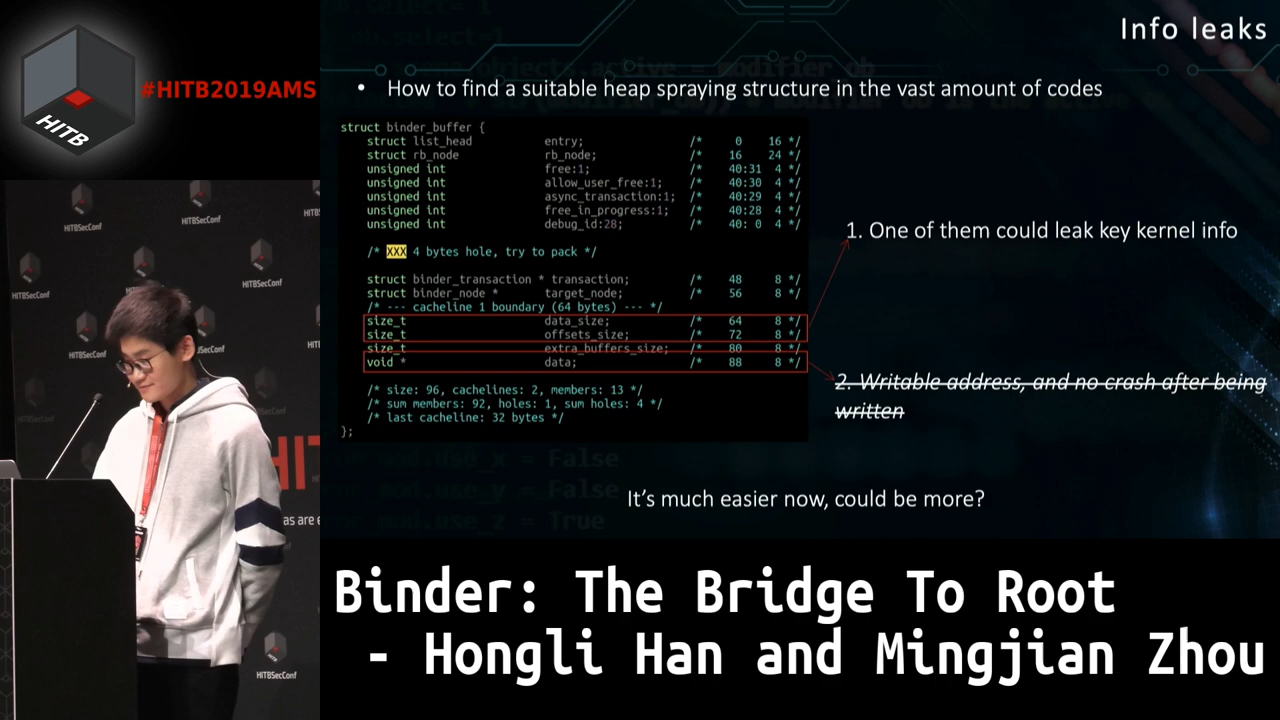 Info leaks
HITB
#HITB2019AMS
• How to find a suitable heap spraying structure in the vast amount of codes
struct binder_buffer {
struct list_head entry; /* 0 16 */
struct rb_node rb_node; /* 16 24 */
unsigned int free:1; /* 40:31 4 */
unsigned int allow_user_free:1; /* 40:30 4 */
unsigned int async_transaction:1; /* 40:29 4 */
unsigned int free_in_progress:1; /* 40:28 4 */
unsigned int debug_id:28; /* 40: 0 4 */
/* XXX 4 bytes hole, try to pack */
struct binder_transaction * transaction; /* 48 8 */
struct binder_node * target_node; /* 56 8 */
/* --- cacheline 1 boundary (64 bytes) --- */
size_t data_size; /* 64 8 */
size_t offsets_size; /* 72 8 */
size_t extra_buffers_size; /* 80 8 */
void * data; /* 88 8 */
/* size: 96, cachelines: 2, members: 13 */
/* sum members: 92, holes: 1, sum holes: 4 */
/* last cacheline: 32 bytes */
};
1. One of them could leak key kernel info
2. Writable address, and no crash after being
written
It's much easier now, could be more?
HITBSecConf
HITBSecConf
HITBSecConf
HITBSecConf
HITBSecConf
HITBSecConf
as are
Binder: The Bridge To Root
- Hongli Han and Mingjian Zhou